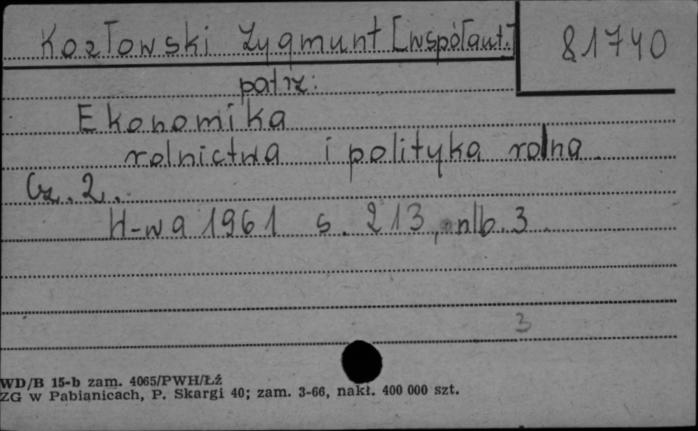 Kozłowski Zygmunt [współaut.]
81740
patrz:
Ekonomika
rolnictwa i polityka rolna.
Cz. 2.
W-wa 1961 s. 213, nlb. 3.
3
WD/B 15-b zam. 4065/PWH/Łź
ZG w Pabianicach, P. Skargi 40; zam. 3-66, nakł. 400 000 szt.